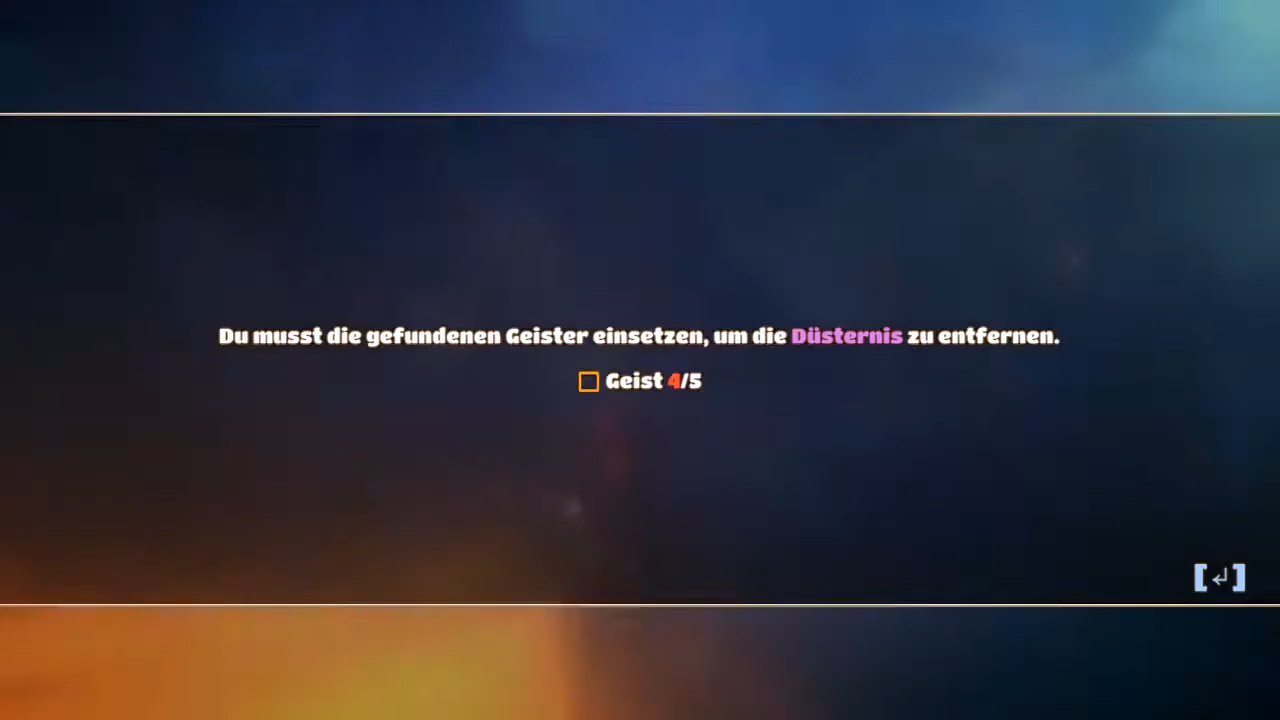 Du musst die gefundenen Geister einsetzen, um die Düsternis zu entfernen.
Geist 4/5
[↲]